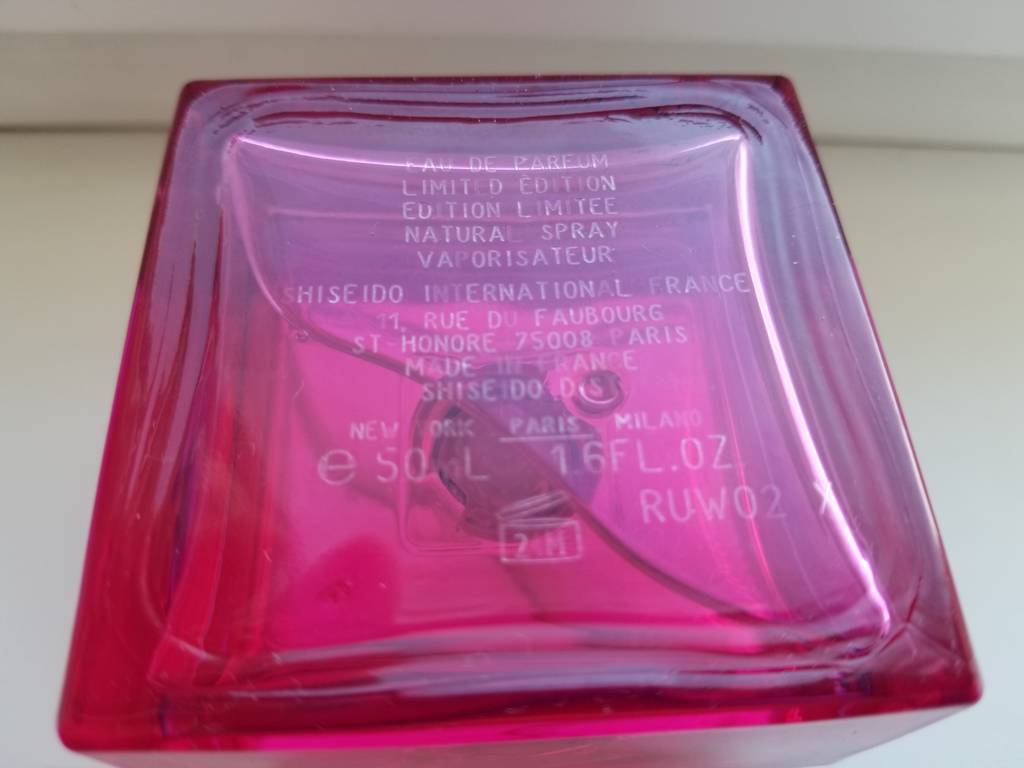 EAU DE PARFUM
LIMITED EDITION
EDITION LIMITEE
NATURAL SPRAY
VAPORISATEUR
SHISEIDO INTERNATIONAL FRANCE
11, RUE DU FAUBOURG
ST-HONORE 75008 PARIS
MADE IN FRANCE
SHISEIDO D.S
NEW YORK PARIS MILANO
e 50mL 1.6FL.OZ
RUW02